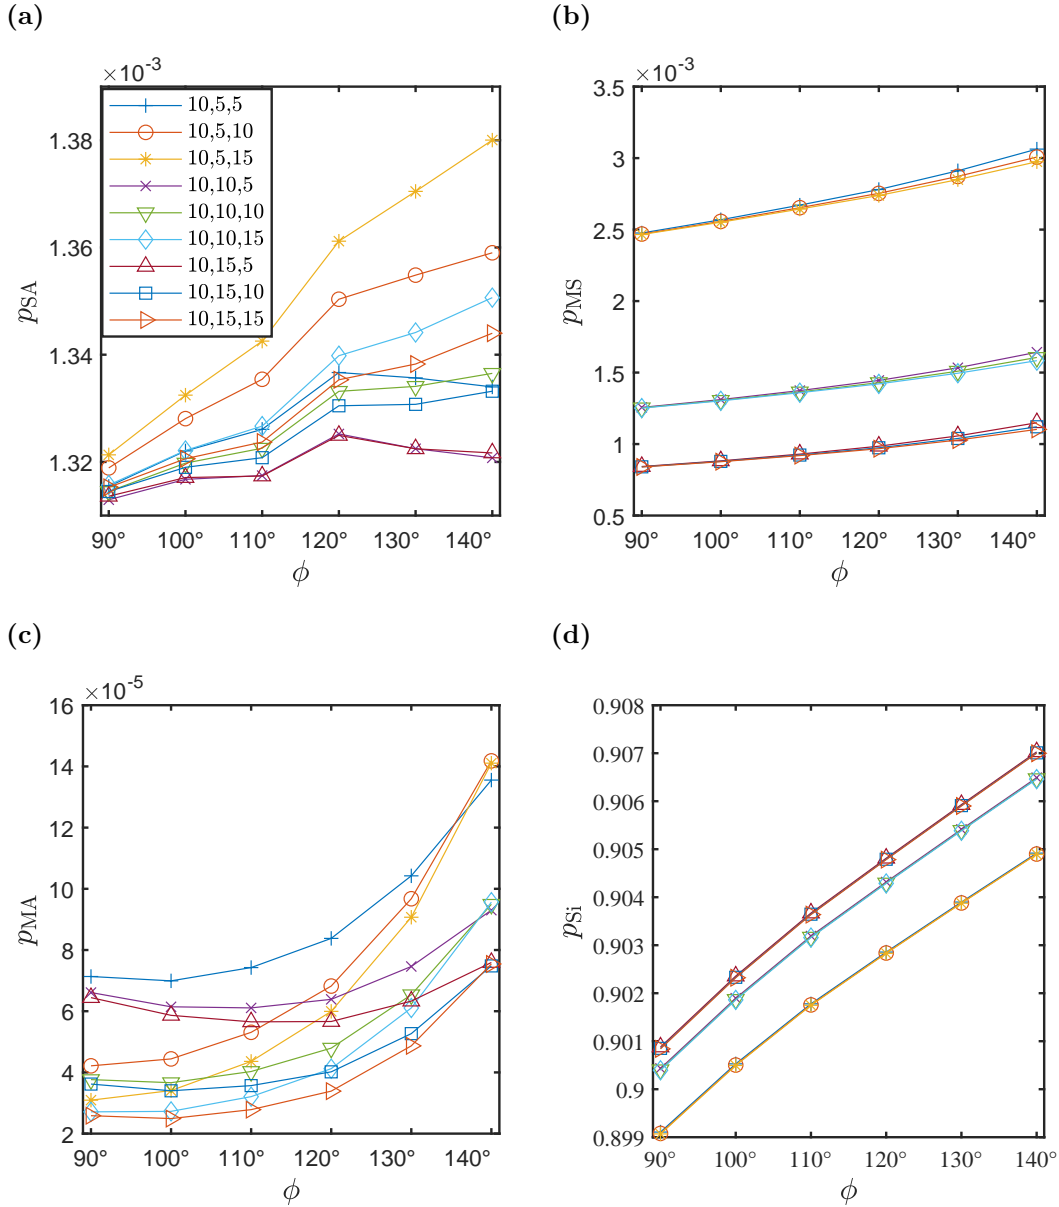 (a)
×10⁻³
1.38
1.36
1.34
1.32
p_SA
10,5,5
10,5,10
10,5,15
10,10,5
10,10,10
10,10,15
10,15,5
10,15,10
10,15,15
90° 100° 110° 120° 130° 140°
ϕ
(b)
×10⁻³
3.5
3
2.5
2
1.5
1
0.5
p_MS
90° 100° 110° 120° 130° 140°
ϕ
(c)
×10⁻⁵
16
14
12
10
8
6
4
2
p_MA
90° 100° 110° 120° 130° 140°
ϕ
(d)
0.908
0.907
0.906
0.905
0.904
0.903
0.902
0.901
0.9
0.899
p_Si
90° 100° 110° 120° 130° 140°
ϕ